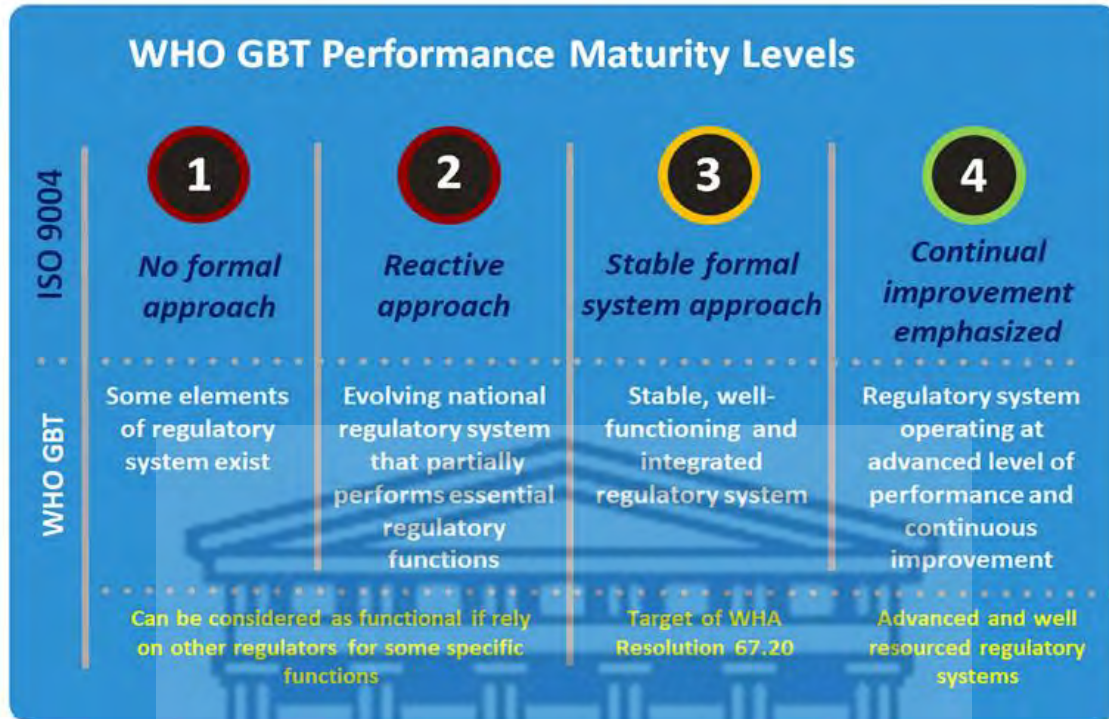 WHO GBT Performance Maturity Levels
ISO 9004
1
No formal
approach
2
Reactive
approach
3
Stable formal
system approach
4
Continual
improvement
emphasized
WHO GBT
Some elements
of regulatory
system exist
Evolving national
regulatory system
that partially
performs essential
regulatory
functions
Stable, well-
functioning and
integrated
regulatory system
Regulatory system
operating at
advanced level of
performance and
continuous
improvement
Can be considered as functional if rely
on other regulators for some specific
functions
Target of WHA
Resolution 67.20
Advanced and well
resourced regulatory
systems